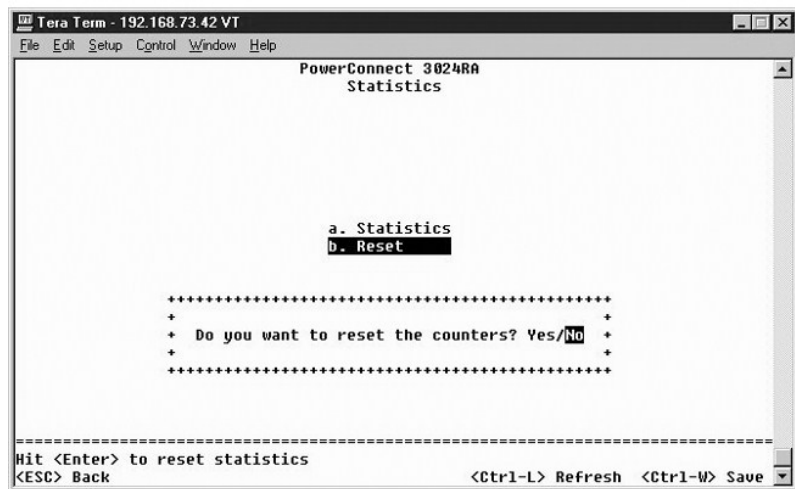 Tera Term - 192.168.73.42 VT
File Edit Setup Control Window Help
PowerConnect 3024RA
Statistics
a. Statistics
b. Reset
++++++++++++++++++++++++++++++++++++++++++++++
+ +
+ Do you want to reset the counters? Yes/No +
+ +
++++++++++++++++++++++++++++++++++++++++++++++
================================================================================
Hit <Enter> to reset statistics
<ESC> Back <Ctrl-L> Refresh <Ctrl-W> Save